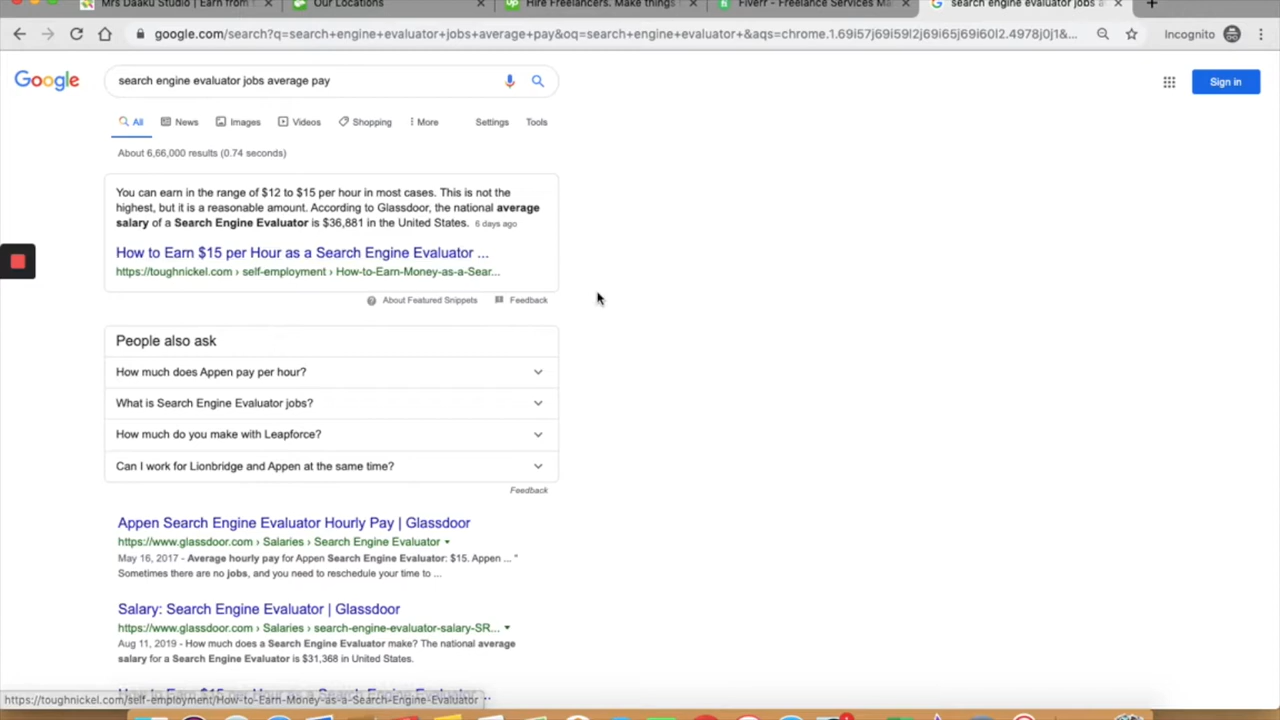 Mrs Daaku Studio | Earn from
Our Locations
Hire Freelancers. Make things
Fiverr - Freelance Services Ma
search engine evaluator jobs a
google.com/search?q=search+engine+evaluator+jobs+average+pay&oq=search+engine+evaluator+&aqs=chrome.1.69i57j69i59l2j69i65j69i60l2.4978j0j1&...
Incognito
Google
search engine evaluator jobs average pay
Sign in
All News Images Videos Shopping More Settings Tools
About 6,66,000 results (0.74 seconds)
You can earn in the range of $12 to $15 per hour in most cases. This is not the
highest, but it is a reasonable amount. According to Glassdoor, the national average
salary of a Search Engine Evaluator is $36,881 in the United States. 6 days ago
How to Earn $15 per Hour as a Search Engine Evaluator ...
https://toughnickel.com › self-employment › How-to-Earn-Money-as-a-Sear...
About Featured Snippets Feedback
People also ask
How much does Appen pay per hour?
What is Search Engine Evaluator jobs?
How much do you make with Leapforce?
Can I work for Lionbridge and Appen at the same time?
Feedback
Appen Search Engine Evaluator Hourly Pay | Glassdoor
https://www.glassdoor.com › Salaries › Search Engine Evaluator
May 16, 2017 - Average hourly pay for Appen Search Engine Evaluator: $15. Appen ... "
Sometimes there are no jobs, and you need to reschedule your time to ...
Salary: Search Engine Evaluator | Glassdoor
https://www.glassdoor.com › Salaries › search-engine-evaluator-salary-SR...
Aug 11, 2019 - How much does a Search Engine Evaluator make? The national average
salary for a Search Engine Evaluator is $31,368 in United States.
How to Earn $15 per Hour as a Search Engine Evaluator ...
https://toughnickel.com/self-employment/How-to-Earn-Money-as-a-Search-Engine-Evaluator